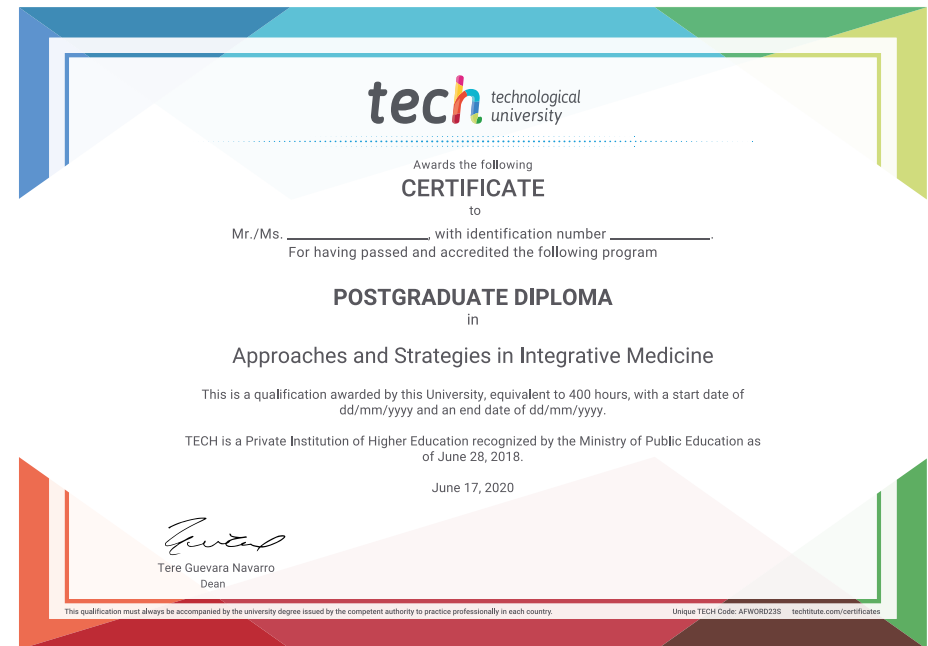 tech technological
university
Awards the following
CERTIFICATE
to
Mr./Ms. ____________________, with identification number ______________.
For having passed and accredited the following program
POSTGRADUATE DIPLOMA
in
Approaches and Strategies in Integrative Medicine
This is a qualification awarded by this University, equivalent to 400 hours, with a start date of
dd/mm/yyyy and an end date of dd/mm/yyyy.
TECH is a Private Institution of Higher Education recognized by the Ministry of Public Education as
of June 28, 2018.
June 17, 2020
Tere Guevara Navarro
Dean
This qualification must always be accompanied by the university degree issued by the competent authority to practice professionally in each country. Unique TECH Code: AFWORD23S techtitute.com/certificates